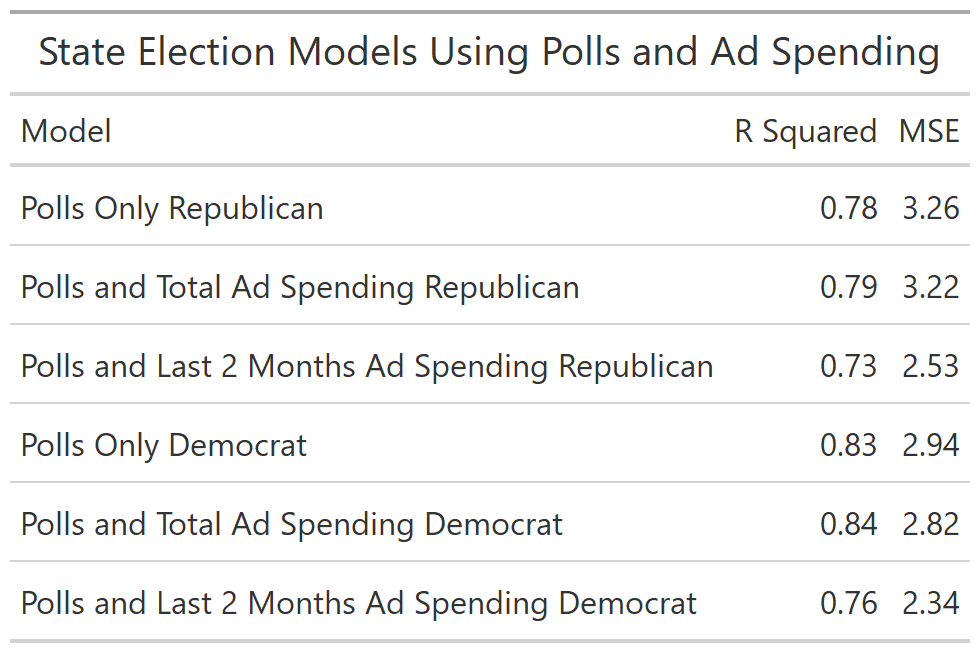 State Election Models Using Polls and Ad Spending
Model R Squared MSE
Polls Only Republican 0.78 3.26
Polls and Total Ad Spending Republican 0.79 3.22
Polls and Last 2 Months Ad Spending Republican 0.73 2.53
Polls Only Democrat 0.83 2.94
Polls and Total Ad Spending Democrat 0.84 2.82
Polls and Last 2 Months Ad Spending Democrat 0.76 2.34